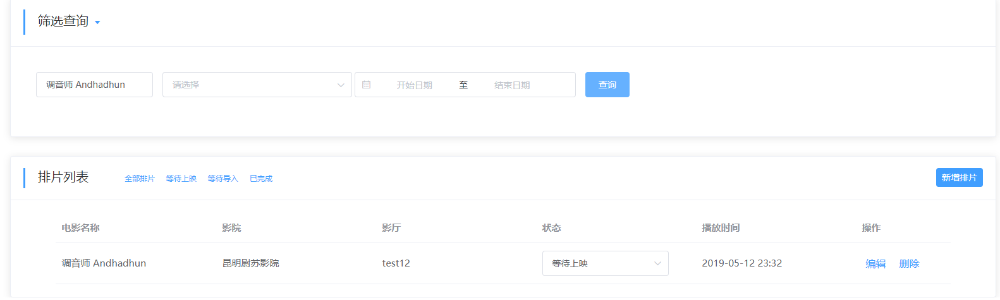 筛选查询
调音师 Andhadhun 请选择 开始日期 至 结束日期 查询
排片列表 全部排片 等待上映 等待导入 已完成 新增排片
电影名称 影院 影厅 状态 播放时间 操作
调音师 Andhadhun 昆明尉苏影院 test12 等待上映 2019-05-12 23:32 编辑 删除